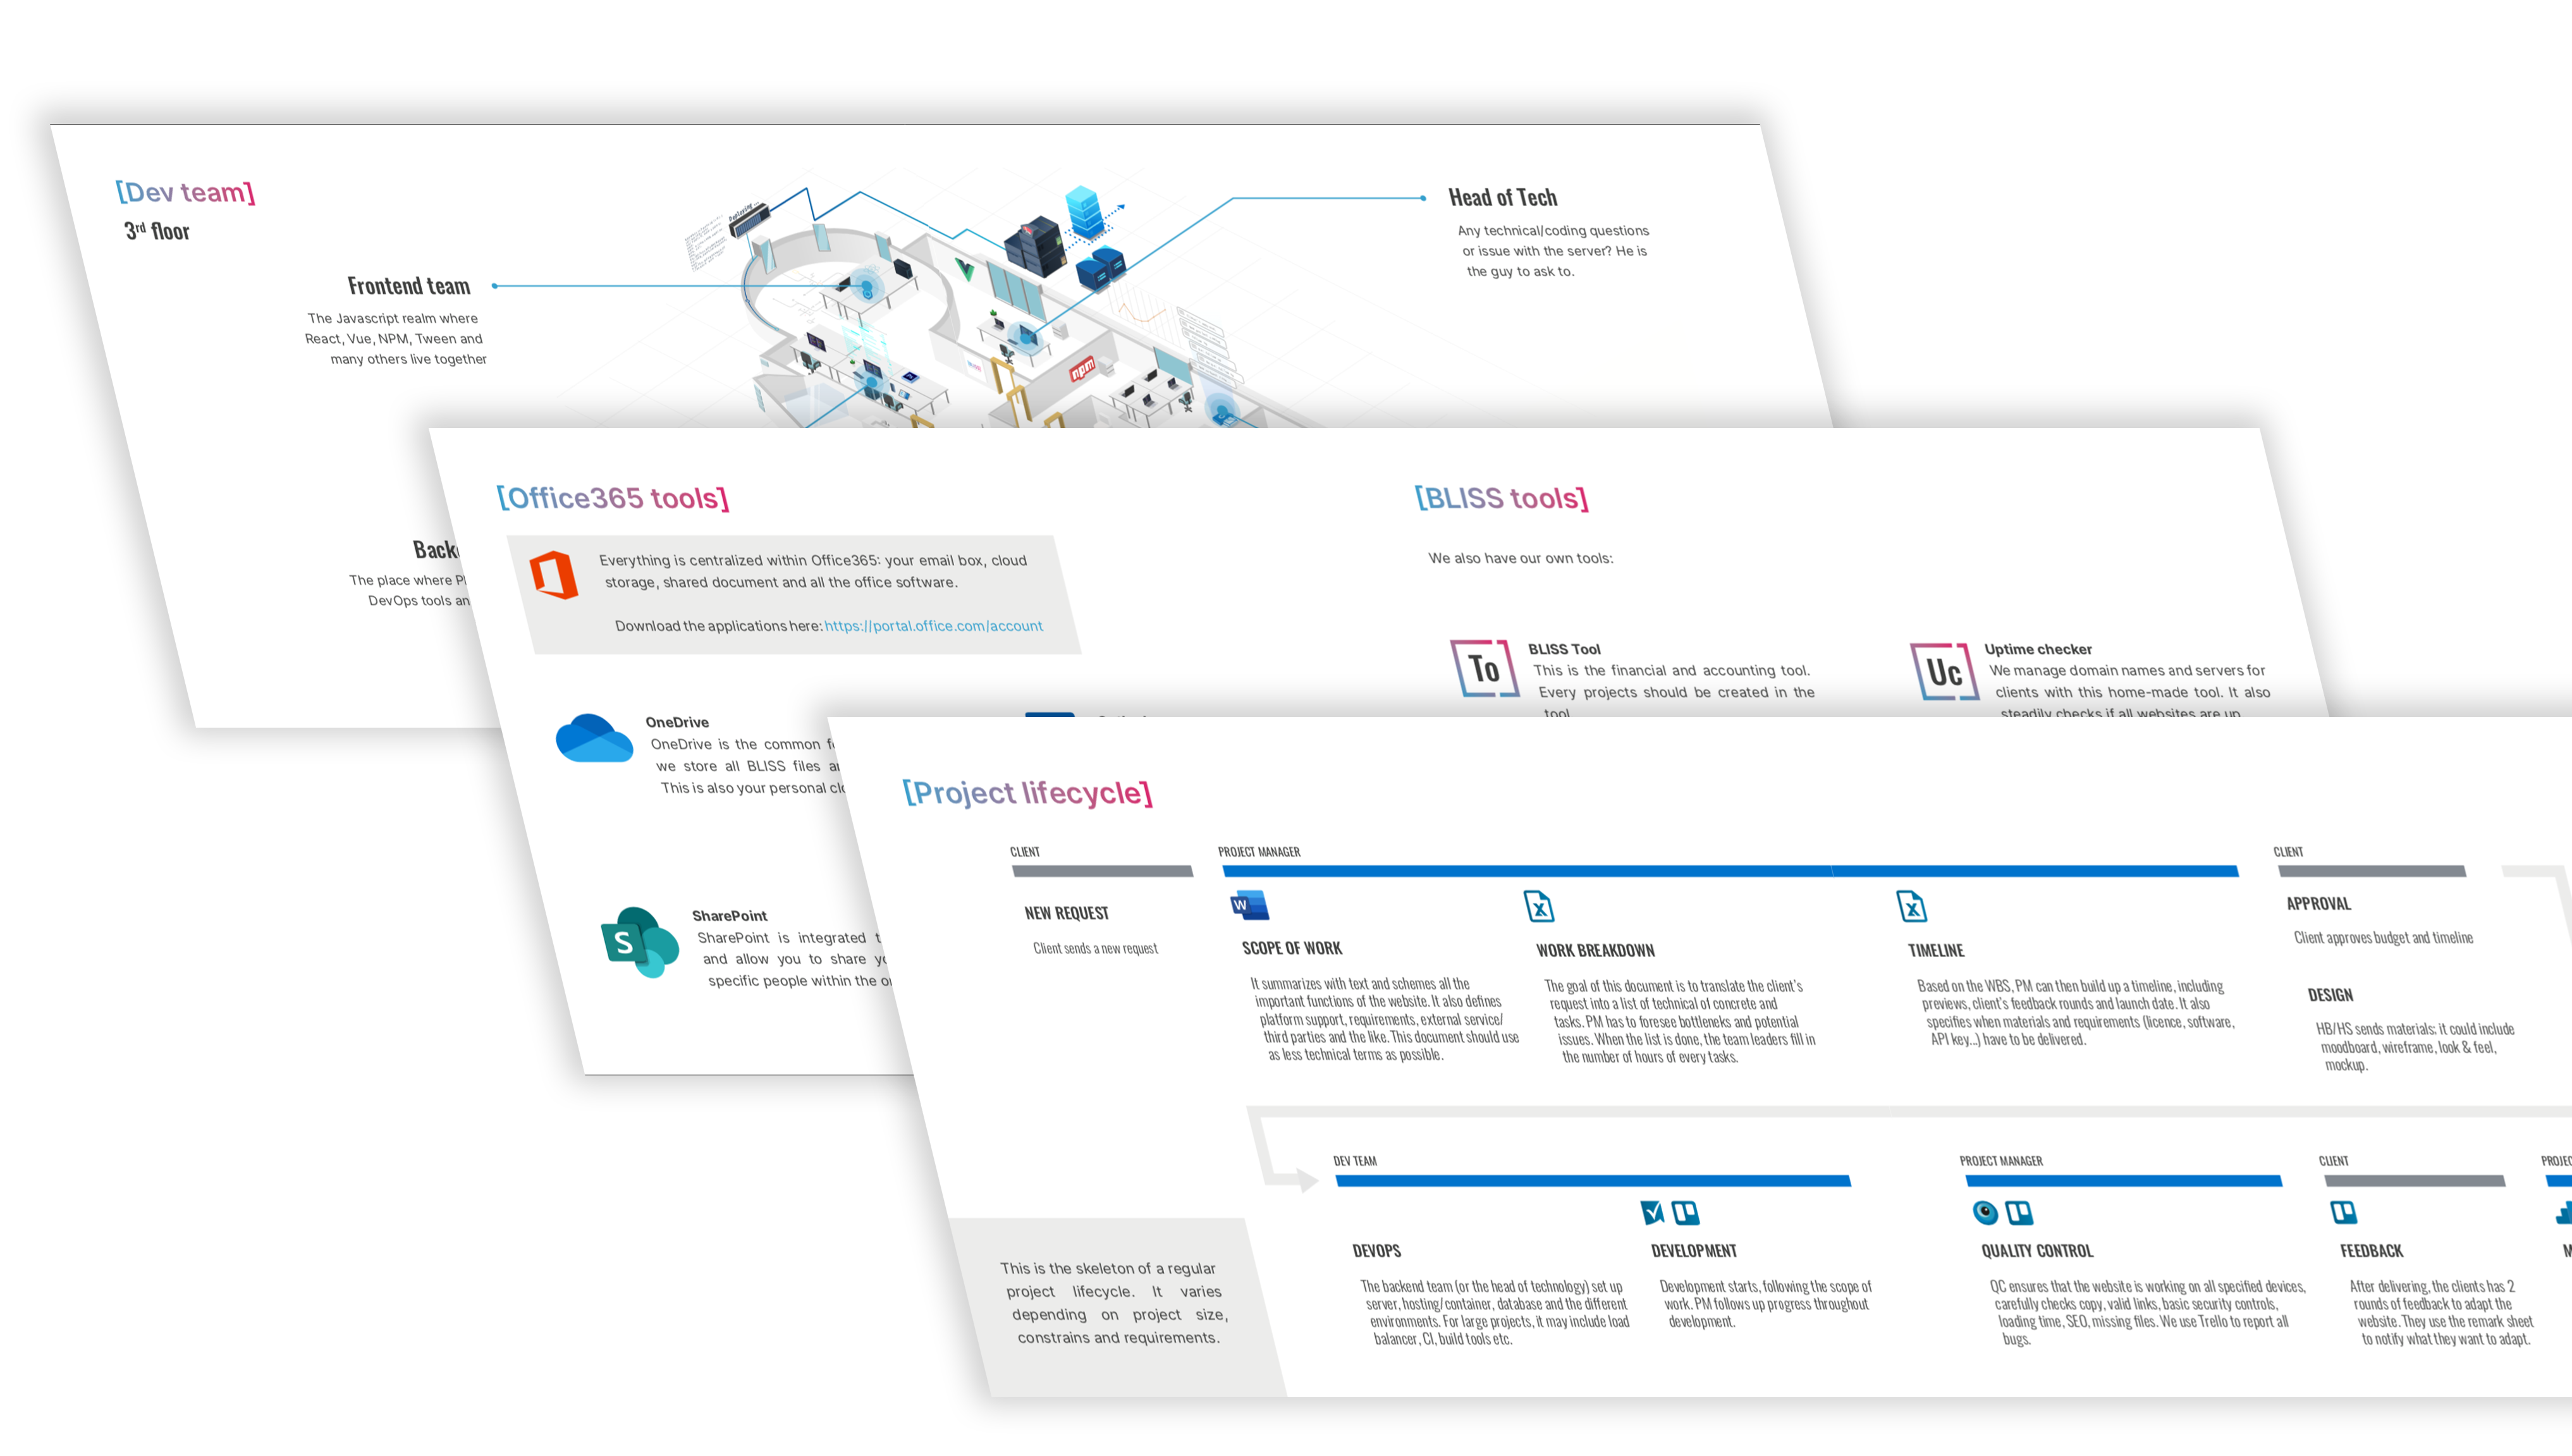 [Dev team]
3rd floor
Frontend team
The Javascript realm where
React, Vue, NPM, Tween and
many others live together
Deploying
npm
Head of Tech
Any technical/coding questions
or issue with the server? He is
the guy to ask to.
The place where
DevOps tools
[Office365 tools]
Everything is centralized within Office365: your email box, cloud
storage, shared document and all the office software.
Download the applications here: https://portal.office.com/account
OneDrive
OneDrive is the common
we store all BLISS files
This is also your personal
S
SharePoint
SharePoint is integrated
and allow you to share
specific people within the
[BLISS tools]
We also have our own tools:
To
BLISS Tool
This is the financial and accounting tool.
Every projects should be created in the
tool
Uc
Uptime checker
We manage domain names and servers for
clients with this home-made tool. It also
steadily checks if all websites are up
[Project lifecycle]
CLIENT
NEW REQUEST
Client sends a new request
PROJECT MANAGER
W
SCOPE OF WORK
It summarizes with text and schemes all the
important functions of the website. It also defines
platform support, requirements, external service/
third parties and the like. This document should use
as less technical terms as possible.
X
WORK BREAKDOWN
The goal of this document is to translate the client's
request into a list of technical of concrete and
tasks. PM has to foresee bottleneks and potential
issues. When the list is done, the team leaders fill in
the number of hours of every tasks.
X
TIMELINE
Based on the WBS, PM can then build up a timeline, including
previews, client's feedback rounds and launch date. It also
specifies when materials and requirements (licence, software,
API key...) have to be delivered.
CLIENT
APPROVAL
Client approves budget and timeline
DESIGN
HB/HS sends materials: it could include
moodboard, wireframe, look & feel,
mockup.
This is the skeleton of a regular
project lifecycle. It varies
depending on project size,
constrains and requirements.
DEV TEAM
DEVOPS
The backend team (or the head of technology) set up
server, hosting/container, database and the different
environments. For large projects, it may include load
balancer, CI, build tools etc.
DEVELOPMENT
Development starts, following the scope of
work. PM follows up progress throughout
development.
PROJECT MANAGER
QUALITY CONTROL
QC ensures that the website is working on all specified devices,
carefully checks copy, valid links, basic security controls,
loading time, SEO, missing files. We use Trello to report all
bugs.
CLIENT
FEEDBACK
After delivering, the clients has 2
rounds of feedback to adapt the
website. They use the remark sheet
to notify what they want to adapt.